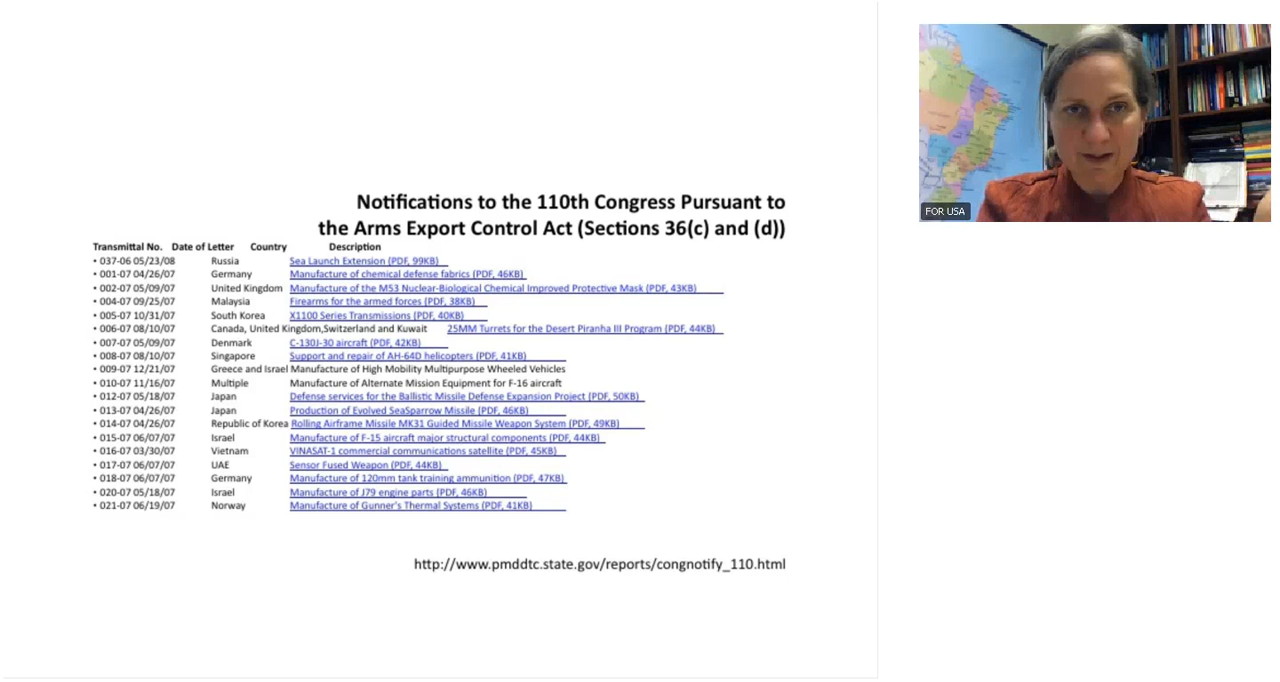 Notifications to the 110th Congress Pursuant to
the Arms Export Control Act (Sections 36(c) and (d))
Transmittal No. Date of Letter Country Description
• 037-06 05/23/08 Russia Sea Launch Extension (PDF, 99KB)
• 001-07 04/26/07 Germany Manufacture of chemical defense fabrics (PDF, 46KB)
• 002-07 05/09/07 United Kingdom Manufacture of the M53 Nuclear-Biological Chemical Improved Protective Mask (PDF, 43KB)
• 004-07 09/25/07 Malaysia Firearms for the armed forces (PDF, 38KB)
• 005-07 10/31/07 South Korea X1100 Series Transmissions (PDF, 40KB)
• 006-07 08/10/07 Canada, United Kingdom,Switzerland and Kuwait 25MM Turrets for the Desert Piranha III Program (PDF, 44KB)
• 007-07 05/09/07 Denmark C-130J-30 aircraft (PDF, 42KB)
• 008-07 08/10/07 Singapore Support and repair of AH-64D helicopters (PDF, 41KB)
• 009-07 12/21/07 Greece and Israel Manufacture of High Mobility Multipurpose Wheeled Vehicles
• 010-07 11/16/07 Multiple Manufacture of Alternate Mission Equipment for F-16 aircraft
• 012-07 05/18/07 Japan Defense services for the Ballistic Missile Defense Expansion Project (PDF, 50KB)
• 013-07 04/26/07 Japan Production of Evolved SeaSparrow Missile (PDF, 46KB)
• 014-07 04/26/07 Republic of Korea Rolling Airframe Missile MK31 Guided Missile Weapon System (PDF, 49KB)
• 015-07 06/07/07 Israel Manufacture of F-15 aircraft major structural components (PDF, 44KB)
• 016-07 03/30/07 Vietnam VINASAT-1 commercial communications satellite (PDF, 45KB)
• 017-07 06/07/07 UAE Sensor Fused Weapon (PDF, 44KB)
• 018-07 06/07/07 Germany Manufacture of 120mm tank training ammunition (PDF, 47KB)
• 020-07 05/18/07 Israel Manufacture of J79 engine parts (PDF, 46KB)
• 021-07 06/19/07 Norway Manufacture of Gunner's Thermal Systems (PDF, 41KB)
http://www.pmddtc.state.gov/reports/congnotify_110.html
FOR USA